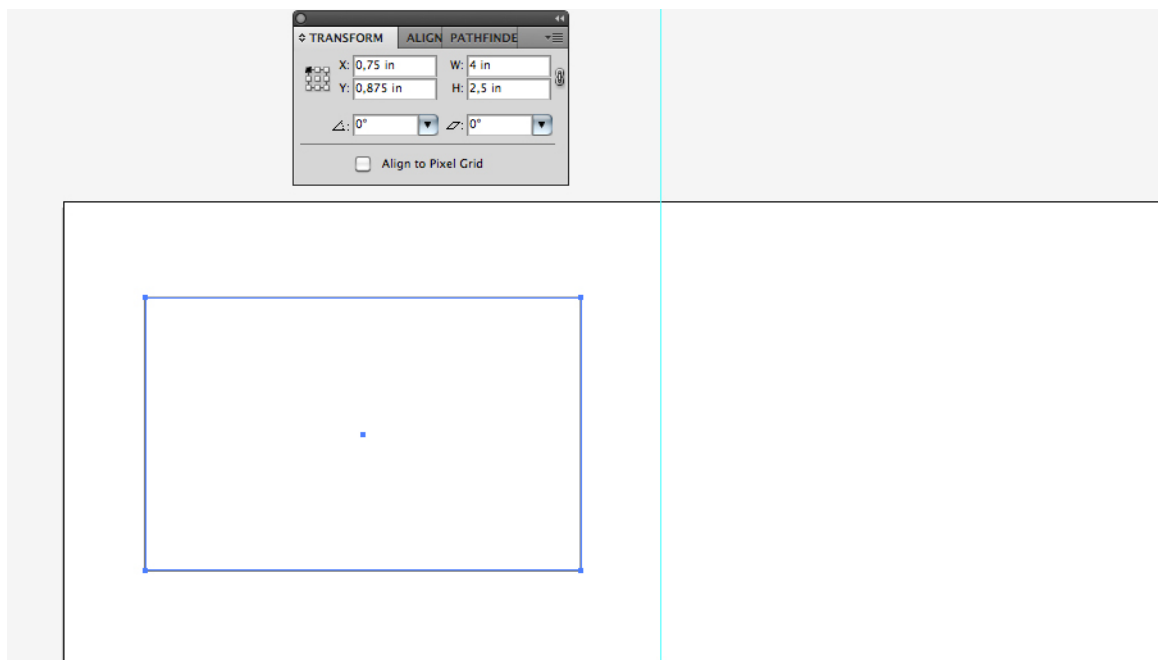 TRANSFORM ALIGN PATHFINDE
X: 0,75 in W: 4 in
Y: 0,875 in H: 2,5 in
0° 0°
Align to Pixel Grid